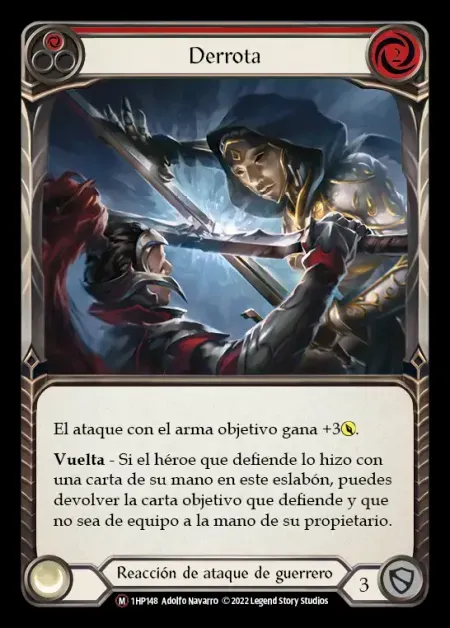 Derrota
2
El ataque con el arma objetivo gana +3.
Vuelta - Si el héroe que defiende lo hizo con
una carta de su mano en este eslabón, puedes
devolver la carta objetivo que defiende y que
no sea de equipo a la mano de su propietario.
Reacción de ataque de guerrero
3
M 1HP148 Adolfo Navarro © 2022 Legend Story Studios